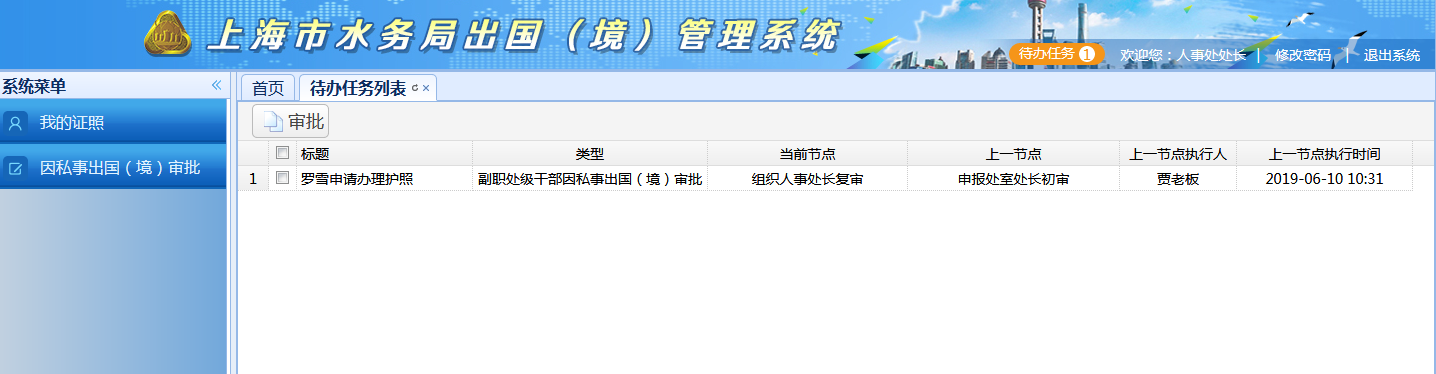 上海市水务局出国（境）管理系统
待办任务 1 欢迎您：人事处处长 | 修改密码 | 退出系统
系统菜单 «
首页 待办任务列表
我的证照
审批
因私事出国（境）审批
标题 类型 当前节点 上一节点 上一节点执行人 上一节点执行时间
1 罗雪申请办理护照 副职处级干部因私事出国（境）审批 组织人事处长复审 申报处室处长初审 贾老板 2019-06-10 10:31